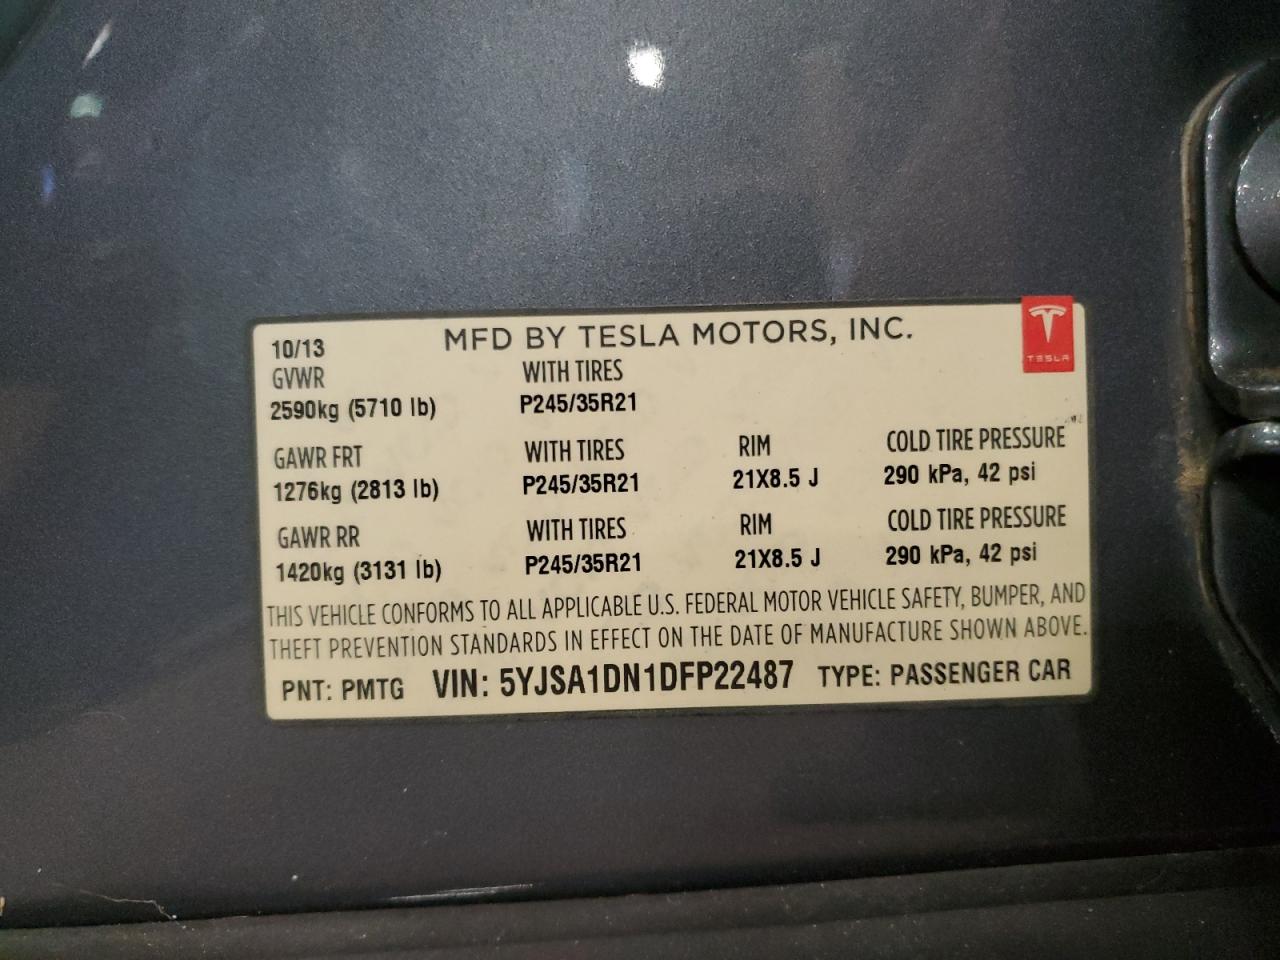 10/13 MFD BY TESLA MOTORS, INC. TESLA
GVWR WITH TIRES
2590kg (5710 lb) P245/35R21
GAWR FRT WITH TIRES RIM COLD TIRE PRESSURE
1276kg (2813 lb) P245/35R21 21X8.5 J 290 kPa, 42 psi
GAWR RR WITH TIRES RIM COLD TIRE PRESSURE
1420kg (3131 lb) P245/35R21 21X8.5 J 290 kPa, 42 psi
THIS VEHICLE CONFORMS TO ALL APPLICABLE U.S. FEDERAL MOTOR VEHICLE SAFETY, BUMPER, AND
THEFT PREVENTION STANDARDS IN EFFECT ON THE DATE OF MANUFACTURE SHOWN ABOVE.
PNT: PMTG VIN: 5YJSA1DN1DFP22487 TYPE: PASSENGER CAR